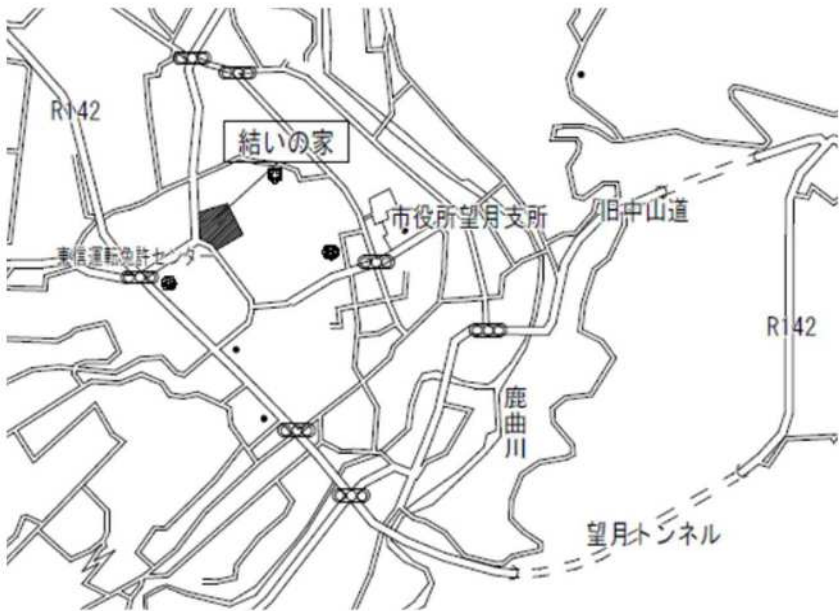 R142
結いの家
市役所望月支所
旧中山道
東信運転免許センター
R142
鹿曲川
望月トンネル